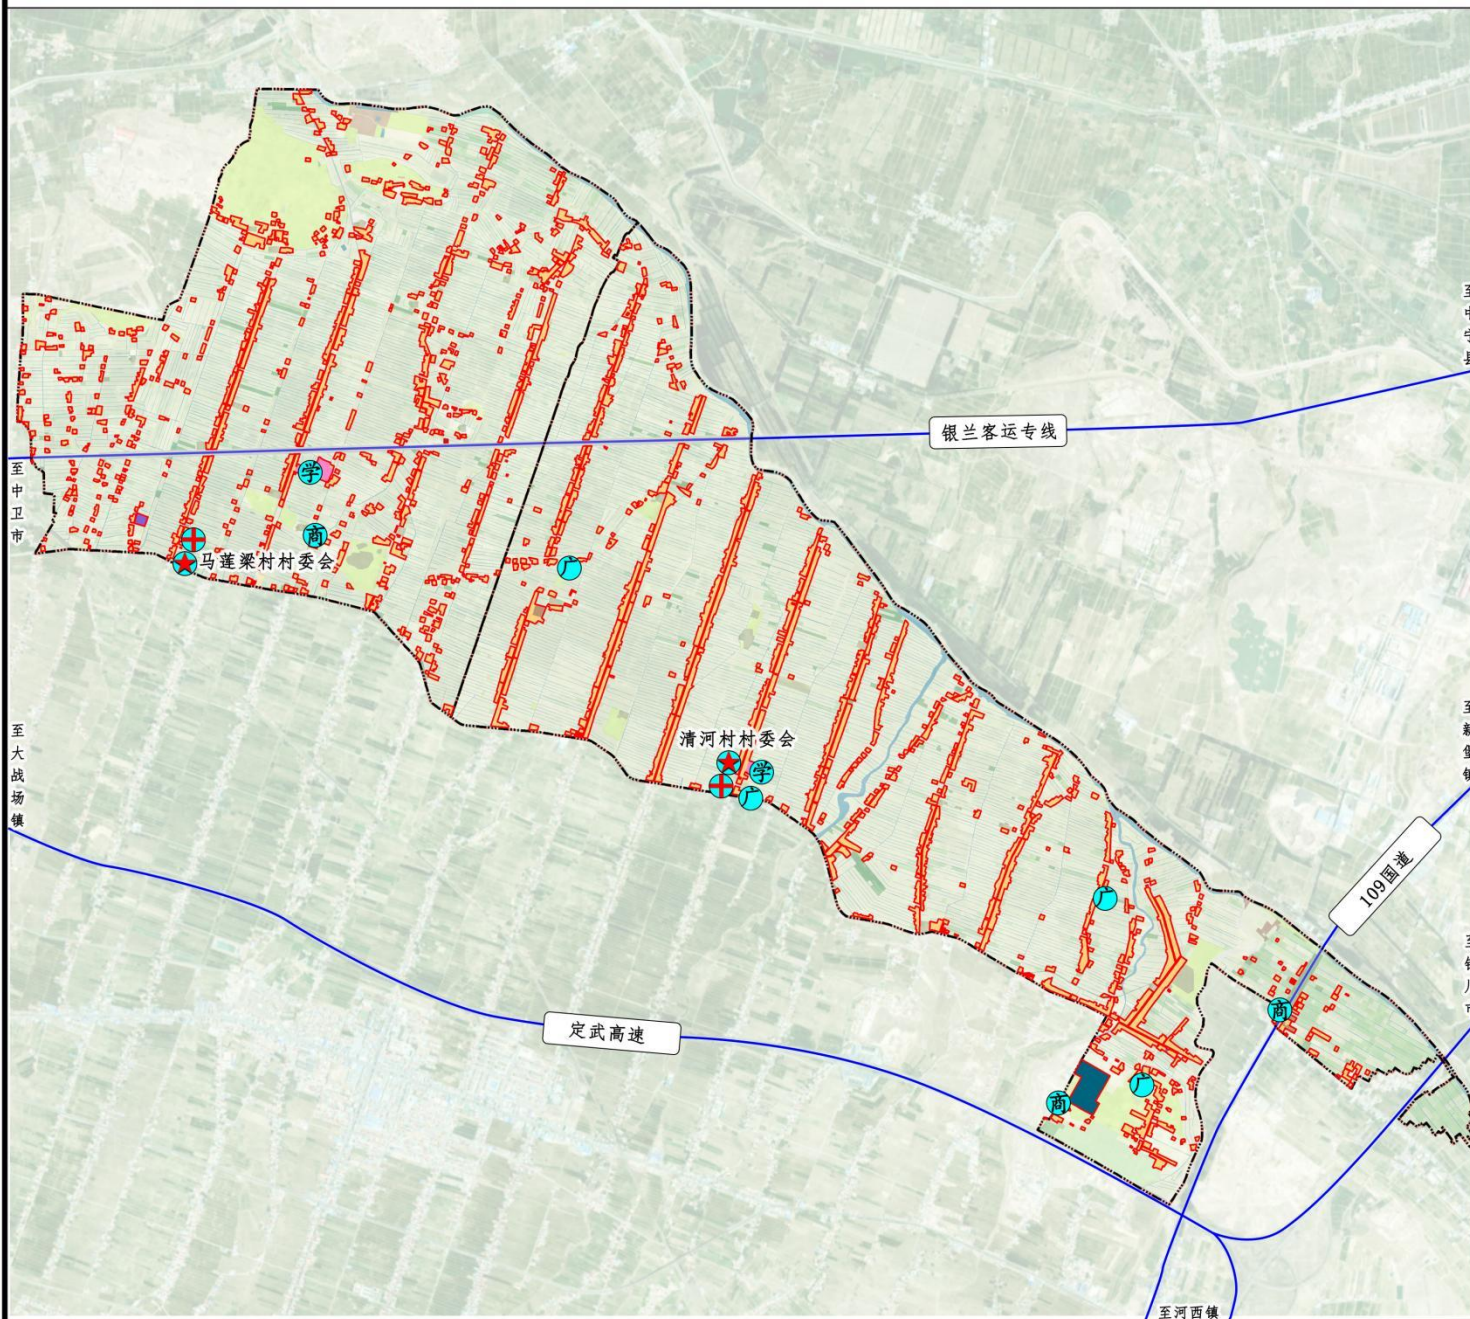 银兰客运专线
至中卫市
学
商
马莲梁村村委会
广
至大战场镇
清河村村委会
学
广
109国道
广
商
定武高速
广
商
至河西镇